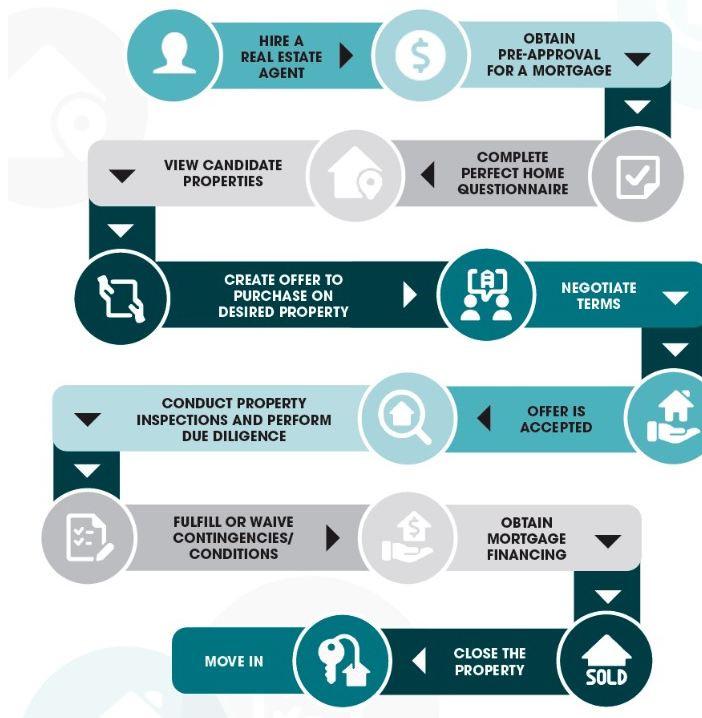 HIRE A
REAL ESTATE
AGENT
OBTAIN
PRE-APPROVAL
FOR A MORTGAGE
COMPLETE
PERFECT HOME
QUESTIONNAIRE
VIEW CANDIDATE
PROPERTIES
CREATE OFFER TO
PURCHASE ON
DESIRED PROPERTY
NEGOTIATE
TERMS
OFFER IS
ACCEPTED
CONDUCT PROPERTY
INSPECTIONS AND PERFORM
DUE DILIGENCE
FULFILL OR WAIVE
CONTINGENCIES/
CONDITIONS
OBTAIN
MORTGAGE
FINANCING
SOLD
CLOSE THE
PROPERTY
MOVE IN